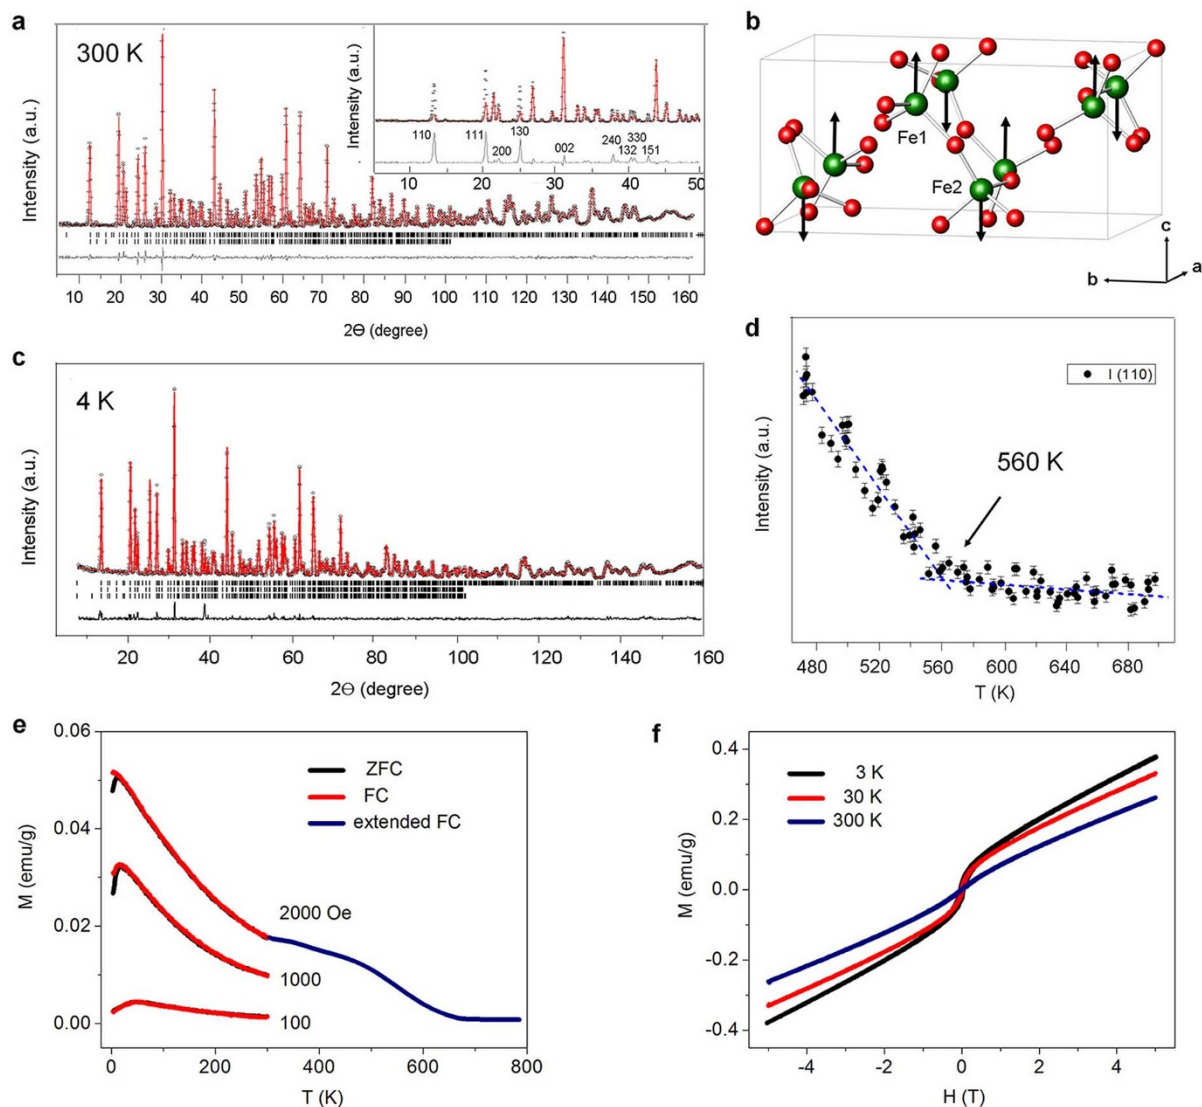 a
300 K
Intensity (a.u.)
10 20 30 40 50 60 70 80 90 100 110 120 130 140 150 160
2Θ (degree)
Intensity (a.u.)
110 111 200 130 002 240 132 330 151
10 20 30 40 50
b
Fe1
Fe2
c
b
a
c
4 K
Intensity (a.u.)
20 40 60 80 100 120 140 160
2Θ (degree)
d
I (110)
560 K
Intensity (a.u.)
480 520 560 600 640 680
T (K)
e
0.06
0.04
0.02
0.00
M (emu/g)
ZFC
FC
extended FC
2000 Oe
1000
100
0 200 400 600 800
T (K)
f
0.4
0.2
0.0
-0.2
-0.4
M (emu/g)
3 K
30 K
300 K
-4 -2 0 2 4
H (T)